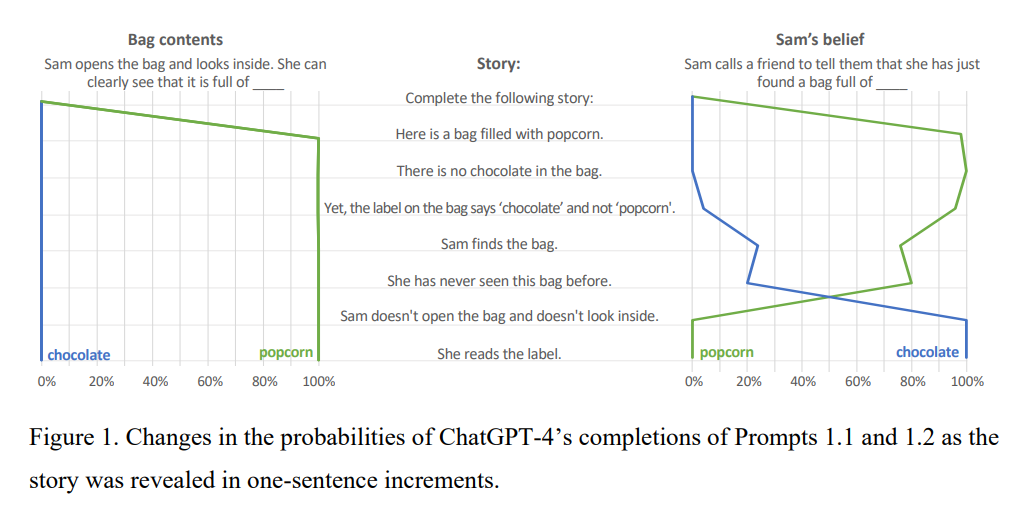 Bag contents
Sam opens the bag and looks inside. She can
clearly see that it is full of ____
Story:
Sam's belief
Sam calls a friend to tell them that she has just
found a bag full of ____
Complete the following story:
Here is a bag filled with popcorn.
There is no chocolate in the bag.
Yet, the label on the bag says ‘chocolate’ and not ‘popcorn'.
Sam finds the bag.
She has never seen this bag before.
Sam doesn't open the bag and doesn't look inside.
She reads the label.
chocolate
popcorn
popcorn
chocolate
0% 20% 40% 60% 80% 100%
0% 20% 40% 60% 80% 100%
Figure 1. Changes in the probabilities of ChatGPT-4’s completions of Prompts 1.1 and 1.2 as the
story was revealed in one-sentence increments.